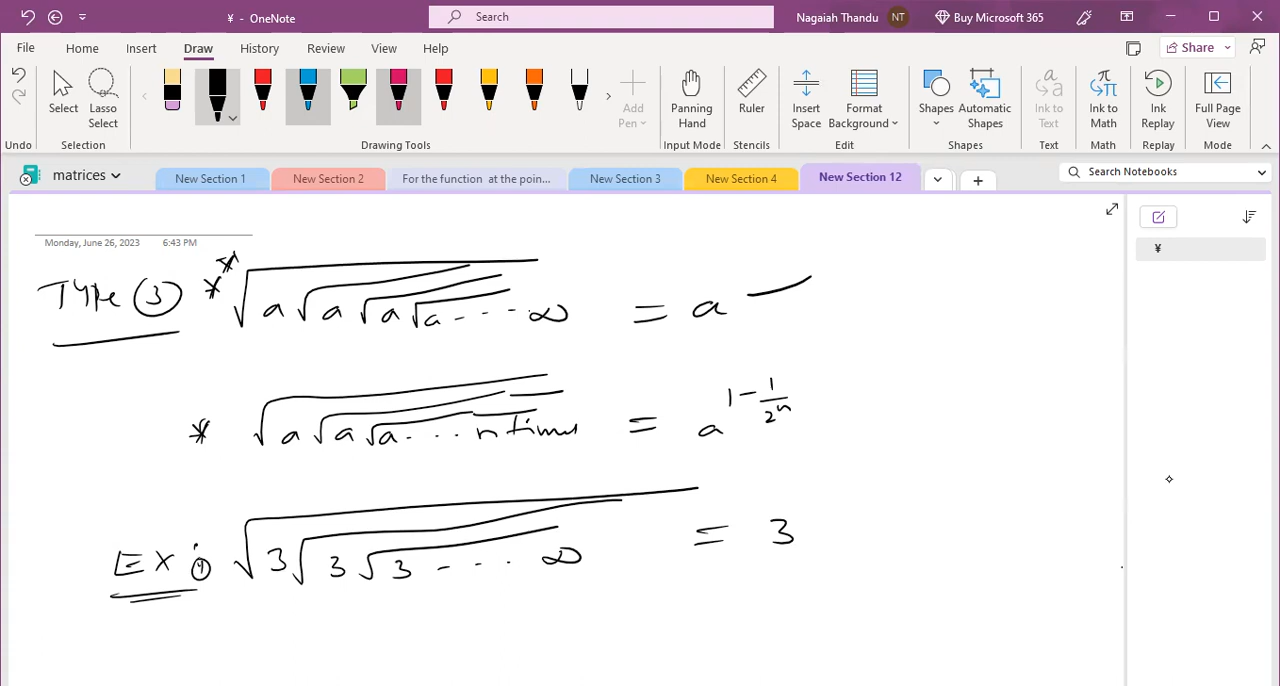 ¥ - OneNote
Search
Nagaiah Thandu NT
Buy Microsoft 365
File Home Insert Draw History Review View Help
Share
Select
Lasso Select
Add Pen
Panning Hand
Ruler
Insert Space
Format Background
Shapes
Automatic Shapes
Ink to Text
Ink to Math
Ink Replay
Full Page View
Undo Selection Drawing Tools Input Mode Stencils Edit Shapes Text Math Replay Mode
matrices
New Section 1
New Section 2
For the function at the poin...
New Section 3
New Section 4
New Section 12
Search Notebooks
¥
Monday, June 26, 2023 6:43 PM
TYPe (3) ** √a√a√a√a---∞ = a
* √a√a√a... n times = a^(1-1/2^n)
√3√3√3 --- ∞ = 3
EX